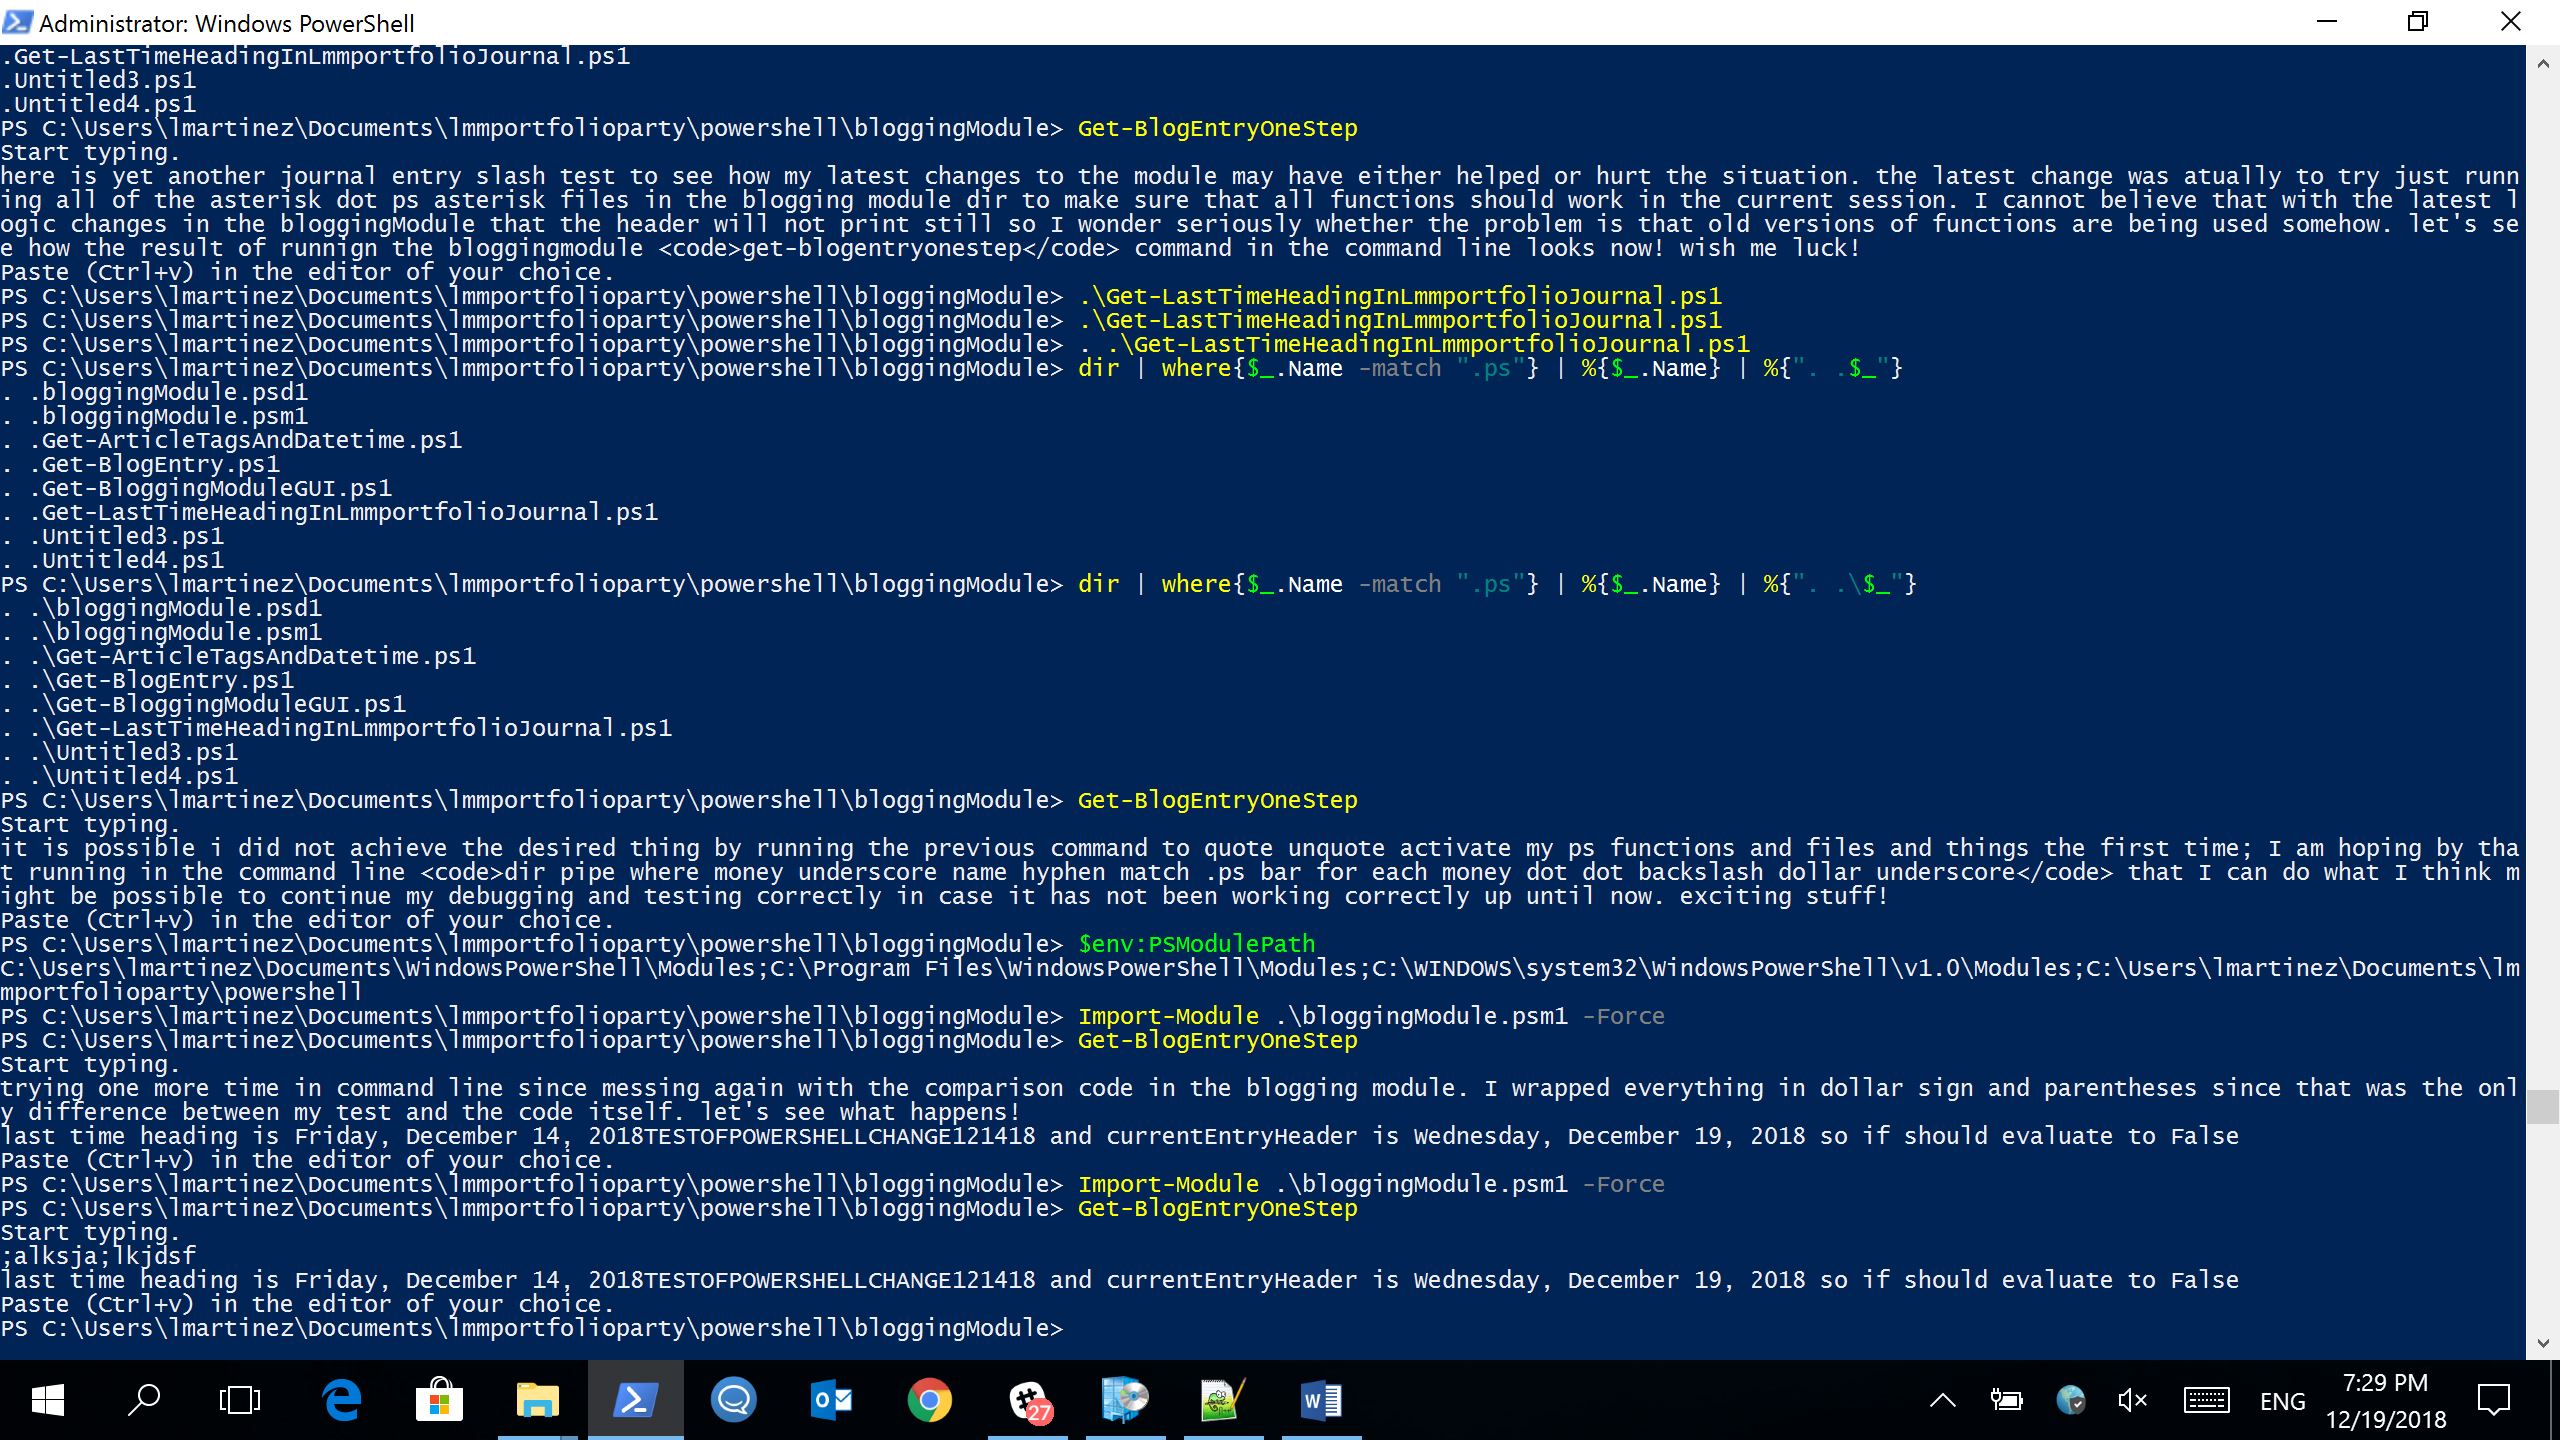 Administrator: Windows PowerShell
.Get-LastTimeHeadingInLmmportfolioJournal.ps1
.Untitled3.ps1
.Untitled4.ps1
PS C:\Users\lmartinez\Documents\lmmportfolioparty\powershell\bloggingModule> Get-BlogEntryOneStep
Start typing.
here is yet another journal entry slash test to see how my latest changes to the module may have either helped or hurt the situation. the latest change was atually to try just runn
ing all of the asterisk dot ps asterisk files in the blogging module dir to make sure that all functions should work in the current session. I cannot believe that with the latest l
ogic changes in the bloggingModule that the header will not print still so I wonder seriously whether the problem is that old versions of functions are being used somehow. let's se
e how the result of runnign the bloggingmodule <code>get-blogentryonestep</code> command in the command line looks now! wish me luck!
Paste (Ctrl+v) in the editor of your choice.
PS C:\Users\lmartinez\Documents\lmmportfolioparty\powershell\bloggingModule> .\Get-LastTimeHeadingInLmmportfolioJournal.ps1
PS C:\Users\lmartinez\Documents\lmmportfolioparty\powershell\bloggingModule> .\Get-LastTimeHeadingInLmmportfolioJournal.ps1
PS C:\Users\lmartinez\Documents\lmmportfolioparty\powershell\bloggingModule> . .\Get-LastTimeHeadingInLmmportfolioJournal.ps1
PS C:\Users\lmartinez\Documents\lmmportfolioparty\powershell\bloggingModule> dir | where{$_.Name -match ".ps"} | %{$_.Name} | %{". .$_"}
. .bloggingModule.psd1
. .bloggingModule.psm1
. .Get-ArticleTagsAndDatetime.ps1
. .Get-BlogEntry.ps1
. .Get-BloggingModuleGUI.ps1
. .Get-LastTimeHeadingInLmmportfolioJournal.ps1
. .Untitled3.ps1
. .Untitled4.ps1
PS C:\Users\lmartinez\Documents\lmmportfolioparty\powershell\bloggingModule> dir | where{$_.Name -match ".ps"} | %{$_.Name} | %{". .\$_"}
. .\bloggingModule.psd1
. .\bloggingModule.psm1
. .\Get-ArticleTagsAndDatetime.ps1
. .\Get-BlogEntry.ps1
. .\Get-BloggingModuleGUI.ps1
. .\Get-LastTimeHeadingInLmmportfolioJournal.ps1
. .\Untitled3.ps1
. .\Untitled4.ps1
PS C:\Users\lmartinez\Documents\lmmportfolioparty\powershell\bloggingModule> Get-BlogEntryOneStep
Start typing.
it is possible i did not achieve the desired thing by running the previous command to quote unquote activate my ps functions and files and things the first time; I am hoping by tha
t running in the command line <code>dir pipe where money underscore name hyphen match .ps bar for each money dot dot backslash dollar underscore</code> that I can do what I think m
ight be possible to continue my debugging and testing correctly in case it has not been working correctly up until now. exciting stuff!
Paste (Ctrl+v) in the editor of your choice.
PS C:\Users\lmartinez\Documents\lmmportfolioparty\powershell\bloggingModule> $env:PSModulePath
C:\Users\lmartinez\Documents\WindowsPowerShell\Modules;C:\Program Files\WindowsPowerShell\Modules;C:\WINDOWS\system32\WindowsPowerShell\v1.0\Modules;C:\Users\lmartinez\Documents\lm
mportfolioparty\powershell
PS C:\Users\lmartinez\Documents\lmmportfolioparty\powershell\bloggingModule> Import-Module .\bloggingModule.psm1 -Force
PS C:\Users\lmartinez\Documents\lmmportfolioparty\powershell\bloggingModule> Get-BlogEntryOneStep
Start typing.
trying one more time in command line since messing again with the comparison code in the blogging module. I wrapped everything in dollar sign and parentheses since that was the onl
y difference between my test and the code itself. let's see what happens!
last time heading is Friday, December 14, 2018TESTOFPOWERSHELLCHANGE121418 and currentEntryHeader is Wednesday, December 19, 2018 so if should evaluate to False
Paste (Ctrl+v) in the editor of your choice.
PS C:\Users\lmartinez\Documents\lmmportfolioparty\powershell\bloggingModule> Import-Module .\bloggingModule.psm1 -Force
PS C:\Users\lmartinez\Documents\lmmportfolioparty\powershell\bloggingModule> Get-BlogEntryOneStep
Start typing.
;alksja;lkjdsf
last time heading is Friday, December 14, 2018TESTOFPOWERSHELLCHANGE121418 and currentEntryHeader is Wednesday, December 19, 2018 so if should evaluate to False
Paste (Ctrl+v) in the editor of your choice.
PS C:\Users\lmartinez\Documents\lmmportfolioparty\powershell\bloggingModule>
27
ENG
7:29 PM
12/19/2018